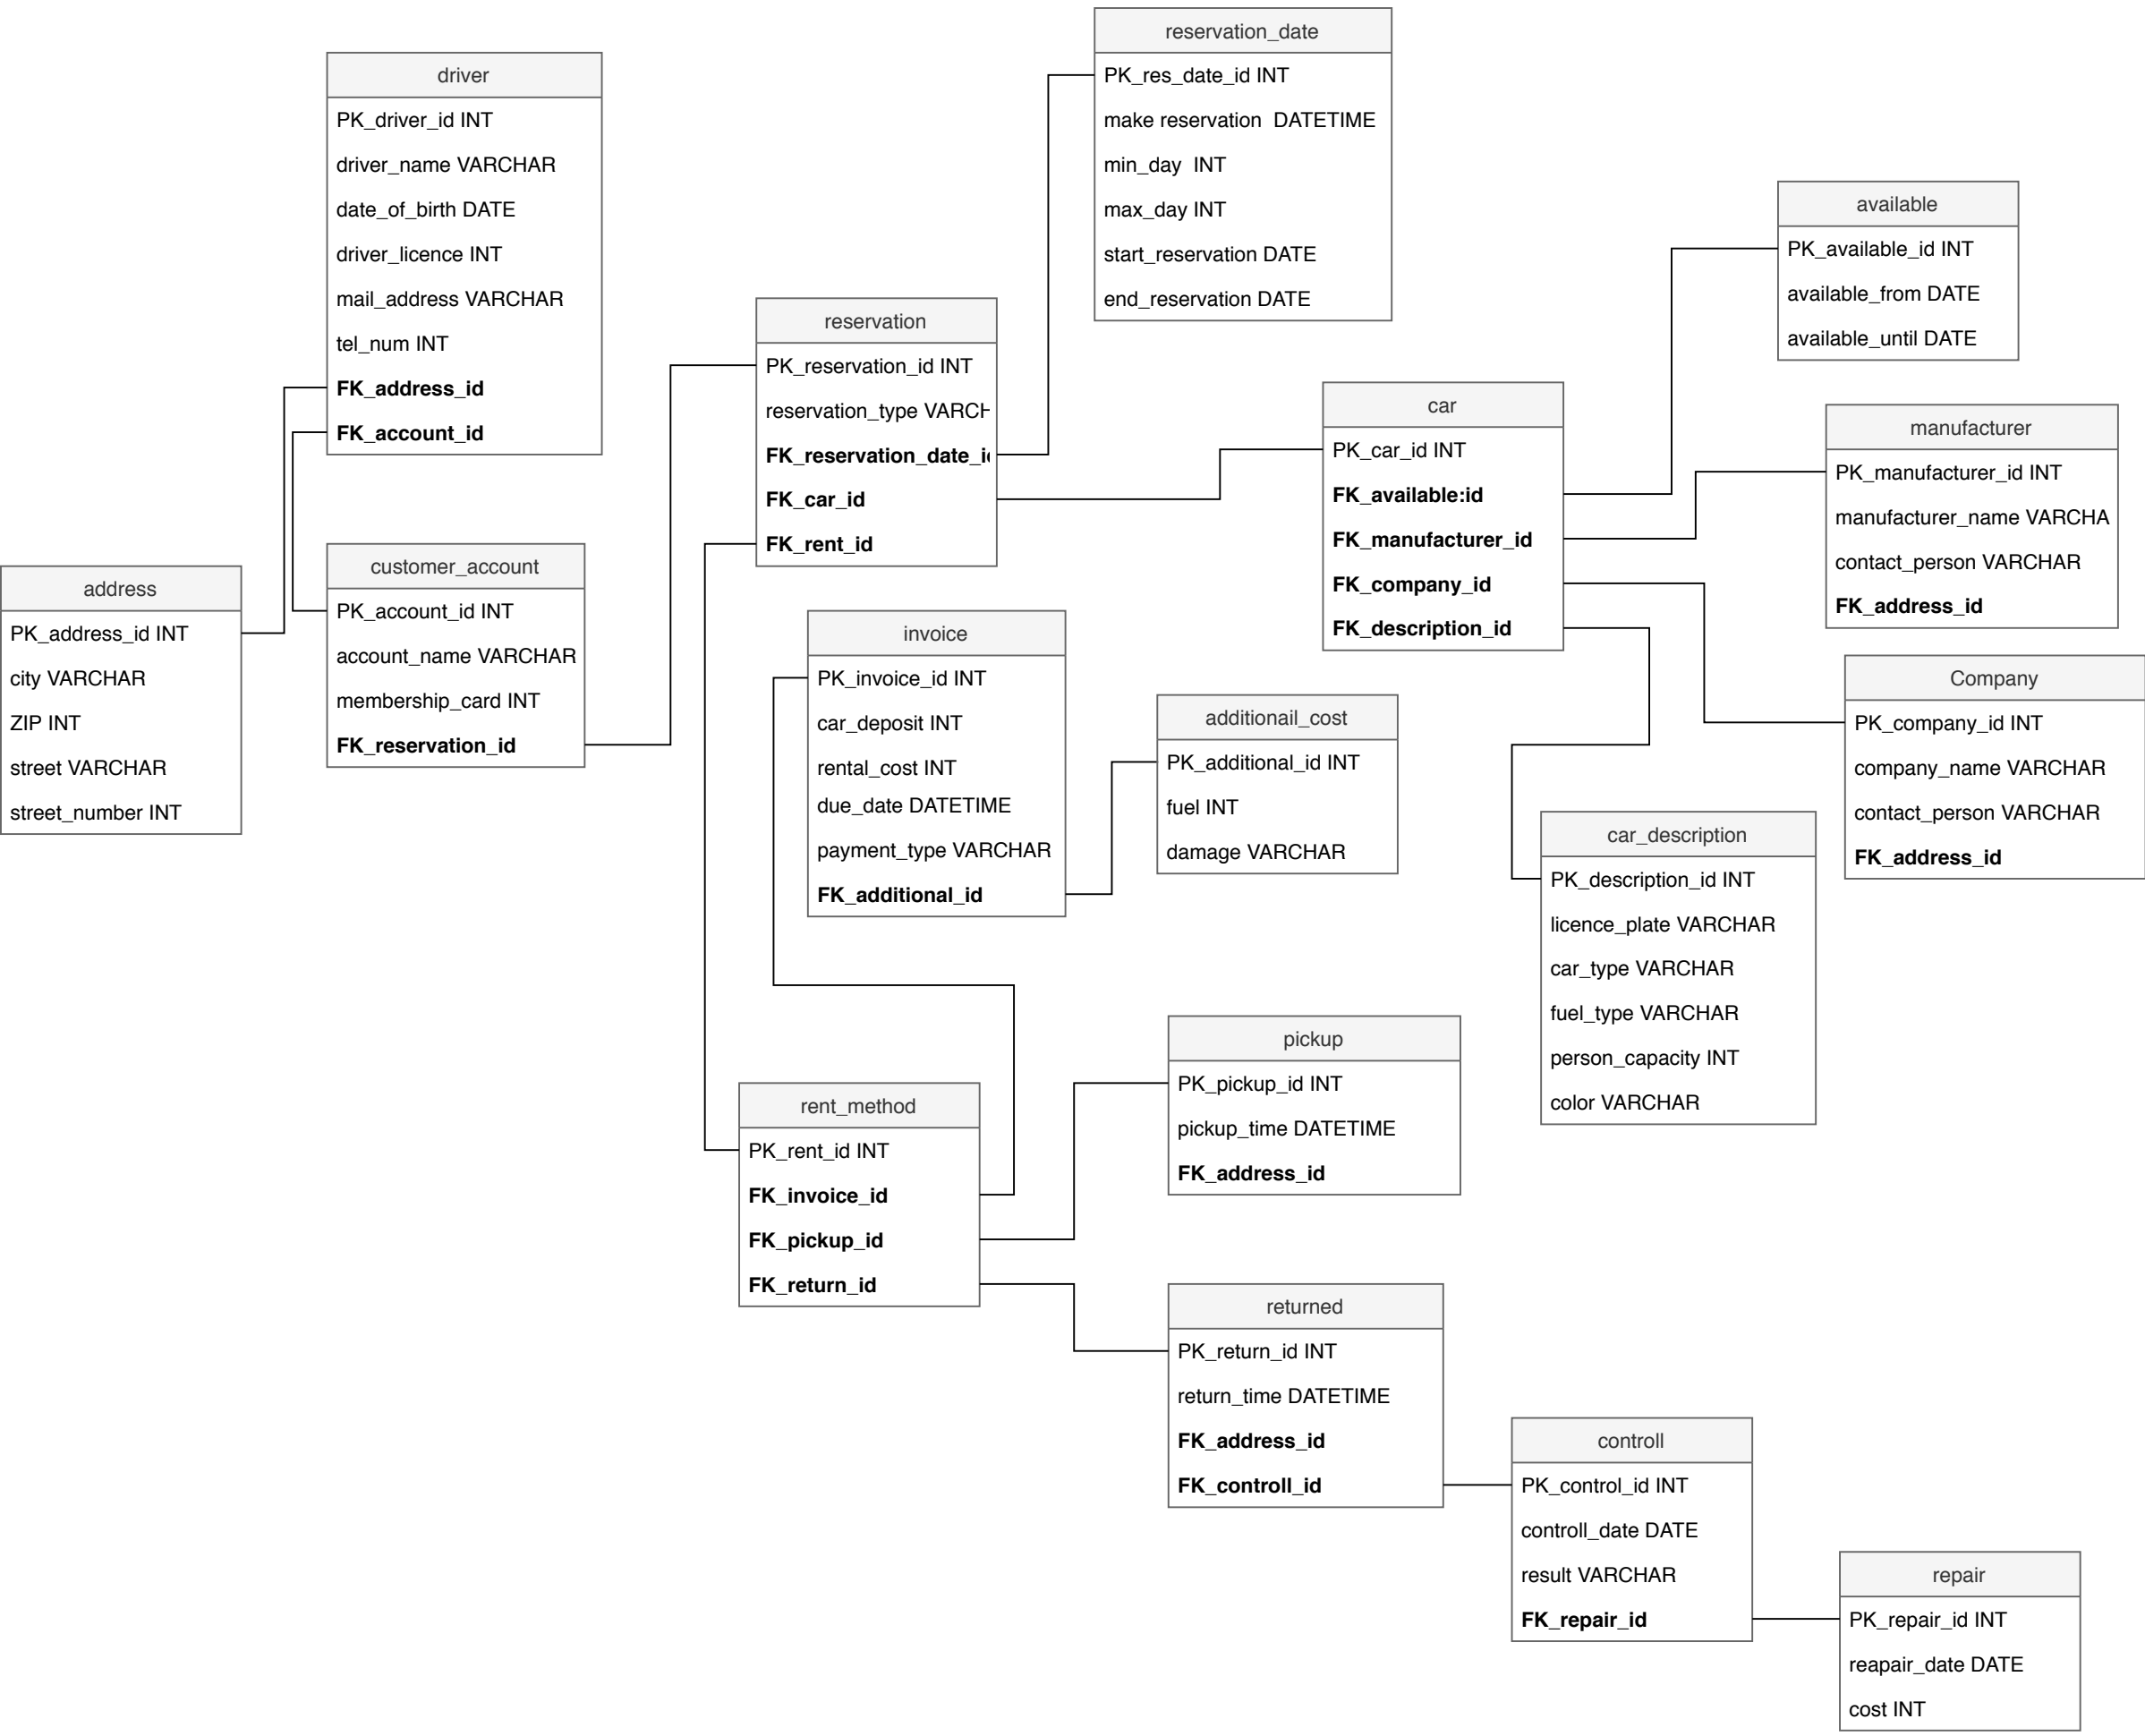 reservation_date
PK_res_date_id INT
make reservation  DATETIME
min_day  INT
max_day INT
start_reservation DATE
end_reservation DATE
driver
PK_driver_id INT
driver_name VARCHAR
date_of_birth DATE
driver_licence INT
mail_address VARCHAR
tel_num INT
FK_address_id
FK_account_id
available
PK_available_id INT
available_from DATE
available_until DATE
reservation
PK_reservation_id INT
reservation_type VARCH
FK_reservation_date_i
FK_car_id
FK_rent_id
car
PK_car_id INT
FK_available:id
FK_manufacturer_id
FK_company_id
FK_description_id
manufacturer
PK_manufacturer_id INT
manufacturer_name VARCHA
contact_person VARCHAR
FK_address_id
address
PK_address_id INT
city VARCHAR
ZIP INT
street VARCHAR
street_number INT
customer_account
PK_account_id INT
account_name VARCHAR
membership_card INT
FK_reservation_id
invoice
PK_invoice_id INT
car_deposit INT
rental_cost INT
due_date DATETIME
payment_type VARCHAR
FK_additional_id
additionail_cost
PK_additional_id INT
fuel INT
damage VARCHAR
Company
PK_company_id INT
company_name VARCHAR
contact_person VARCHAR
FK_address_id
car_description
PK_description_id INT
licence_plate VARCHAR
car_type VARCHAR
fuel_type VARCHAR
person_capacity INT
color VARCHAR
pickup
PK_pickup_id INT
pickup_time DATETIME
FK_address_id
rent_method
PK_rent_id INT
FK_invoice_id
FK_pickup_id
FK_return_id
returned
PK_return_id INT
return_time DATETIME
FK_address_id
FK_controll_id
controll
PK_control_id INT
controll_date DATE
result VARCHAR
FK_repair_id
repair
PK_repair_id INT
reapair_date DATE
cost INT